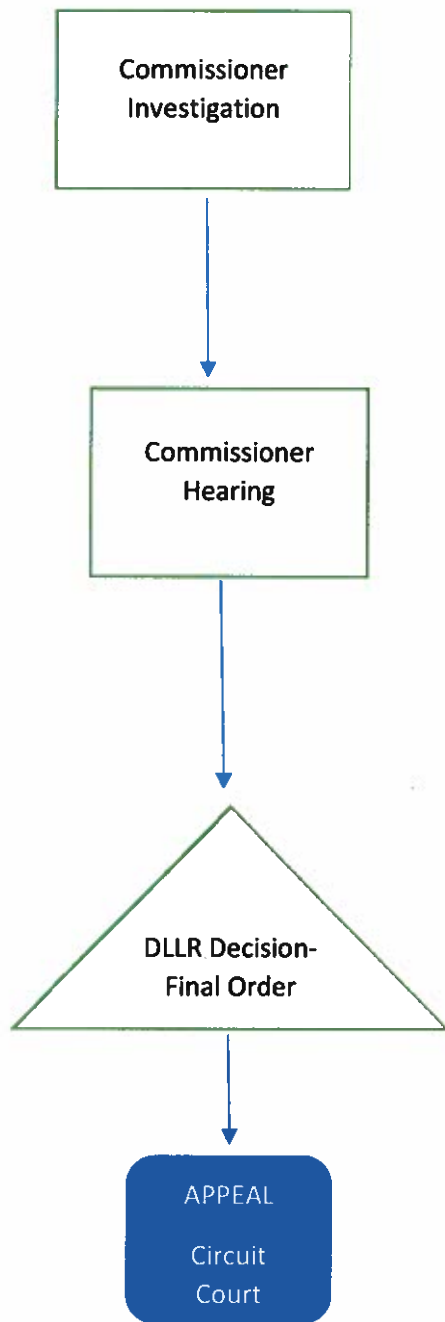 Commissioner
Investigation
Commissioner
Hearing
DLLR Decision-
Final Order
APPEAL
Circuit
Court